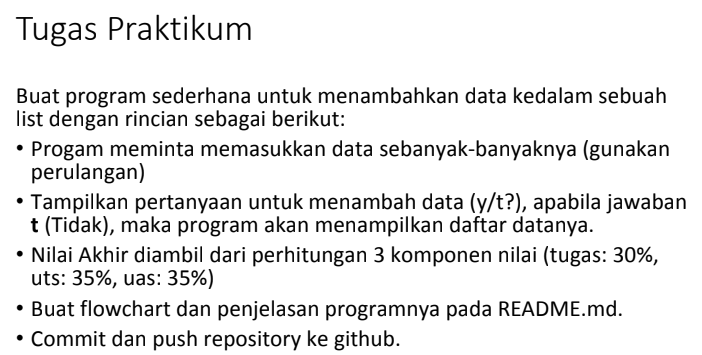 Tugas Praktikum
Buat program sederhana untuk menambahkan data kedalam sebuah
list dengan rincian sebagai berikut:
• Progam meminta memasukkan data sebanyak-banyaknya (gunakan
perulangan)
• Tampilkan pertanyaan untuk menambah data (y/t?), apabila jawaban
t (Tidak), maka program akan menampilkan daftar datanya.
• Nilai Akhir diambil dari perhitungan 3 komponen nilai (tugas: 30%,
uts: 35%, uas: 35%)
• Buat flowchart dan penjelasan programnya pada README.md.
• Commit dan push repository ke github.